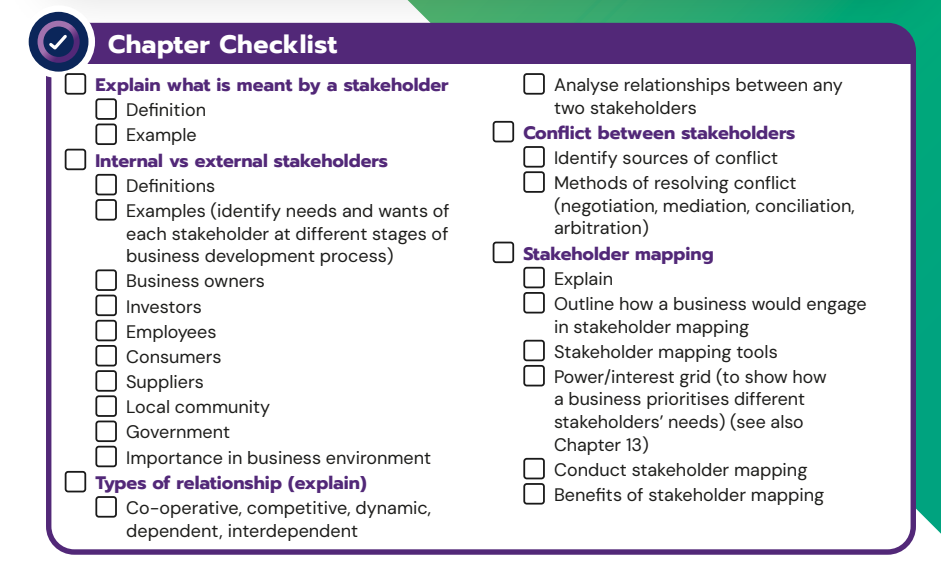 Chapter Checklist
Explain what is meant by a stakeholder
Definition
Example
Internal vs external stakeholders
Definitions
Examples (identify needs and wants of
each stakeholder at different stages of
business development process)
Business owners
Investors
Employees
Consumers
Suppliers
Local community
Government
Importance in business environment
Types of relationship (explain)
Co-operative, competitive, dynamic,
dependent, interdependent
Analyse relationships between any
two stakeholders
Conflict between stakeholders
Identify sources of conflict
Methods of resolving conflict
(negotiation, mediation, conciliation,
arbitration)
Stakeholder mapping
Explain
Outline how a business would engage
in stakeholder mapping
Stakeholder mapping tools
Power/interest grid (to show how
a business prioritises different
stakeholders’ needs) (see also
Chapter 13)
Conduct stakeholder mapping
Benefits of stakeholder mapping